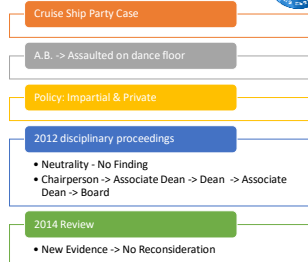 Cruise Ship Party Case
A.B. -> Assaulted on dance floor
Policy: Impartial & Private
2012 disciplinary proceedings
• Neutrality - No Finding
• Chairperson -> Associate Dean -> Dean -> Associate
Dean -> Board
2014 Review
• New Evidence -> No Reconsideration